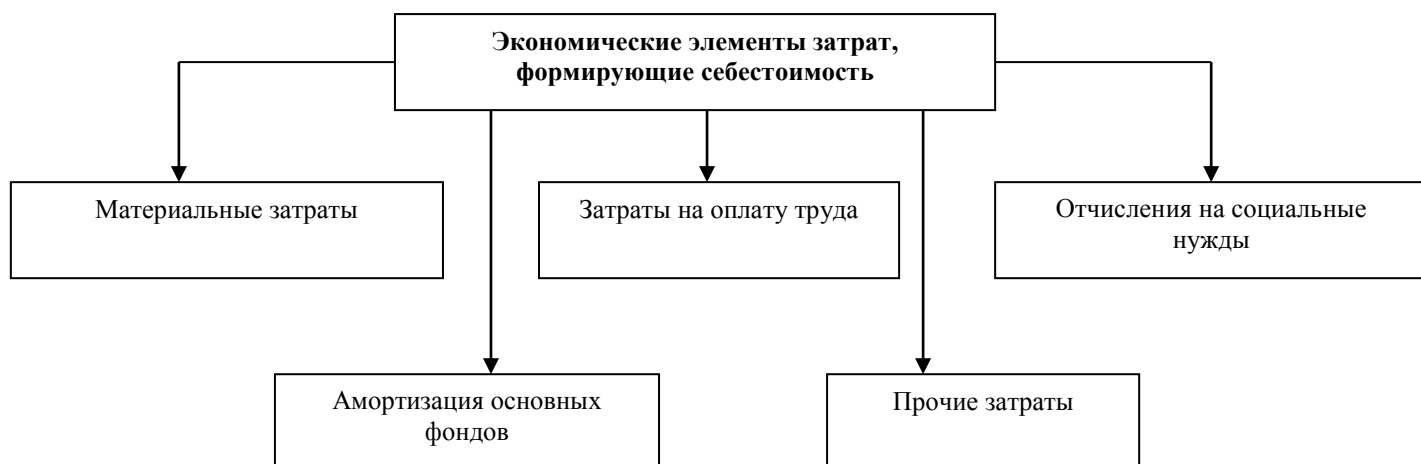 Экономические элементы затрат,
формирующие себестоимость
Материальные затраты
Затраты на оплату труда
Отчисления на социальные
нужды
Амортизация основных
фондов
Прочие затраты